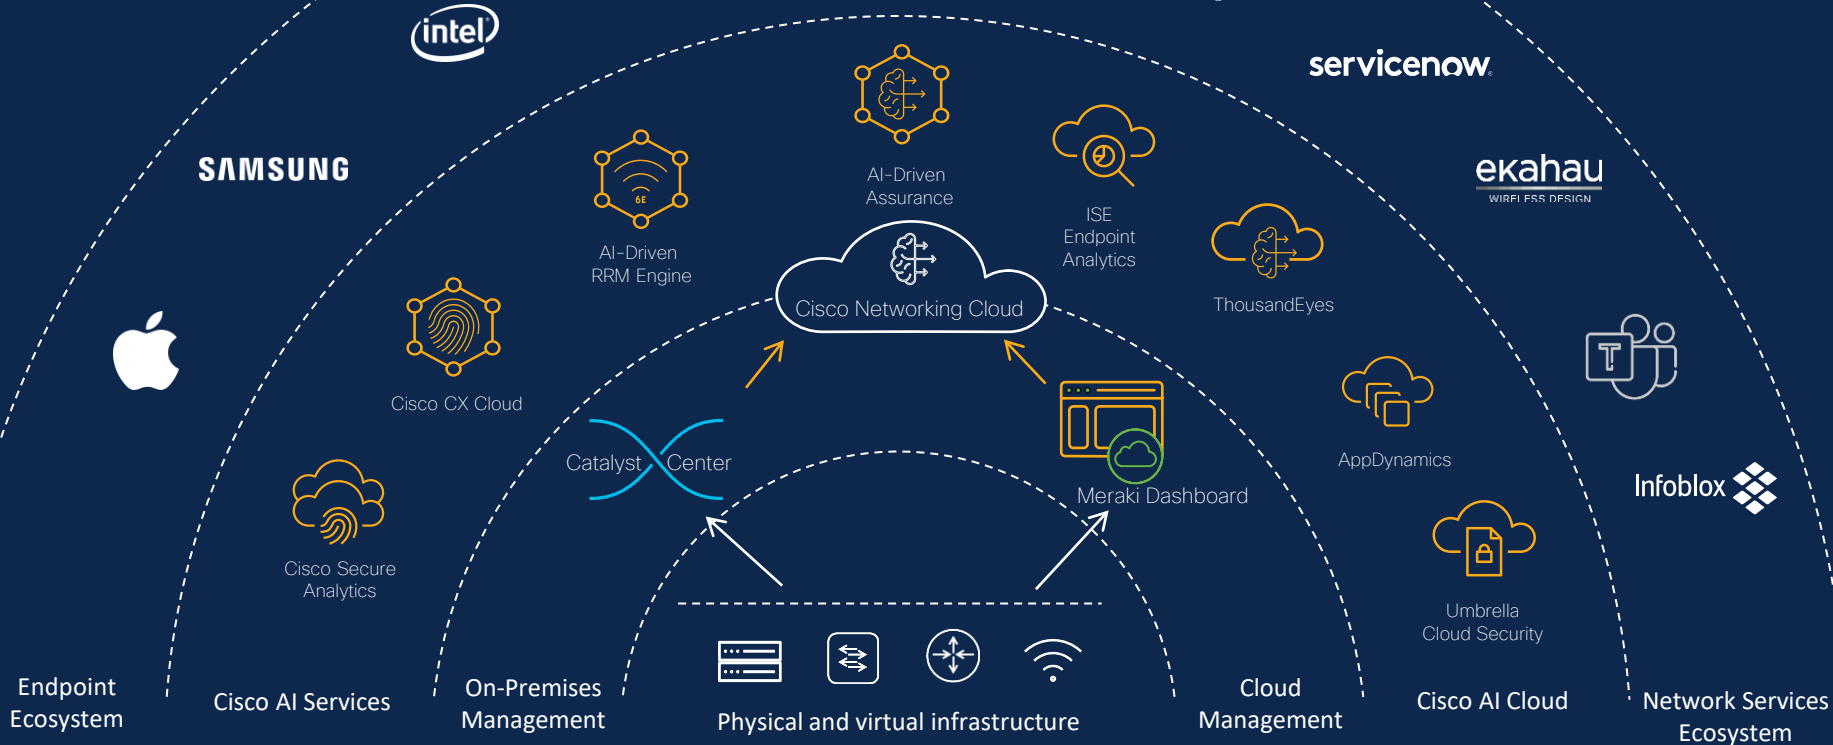 intel
servicenow
SAMSUNG
ekahau
WIRELESS DESIGN
AI-Driven
Assurance
ISE
Endpoint
Analytics
6E
AI-Driven
RRM Engine
Cisco Networking Cloud
ThousandEyes
Cisco CX Cloud
T
Catalyst Center
AppDynamics
Meraki Dashboard
Infoblox
Cisco Secure
Analytics
Umbrella
Cloud Security
Endpoint
Ecosystem
Cisco AI Services
On-Premises
Management
Physical and virtual infrastructure
Cloud
Management
Cisco AI Cloud
Network Services
Ecosystem